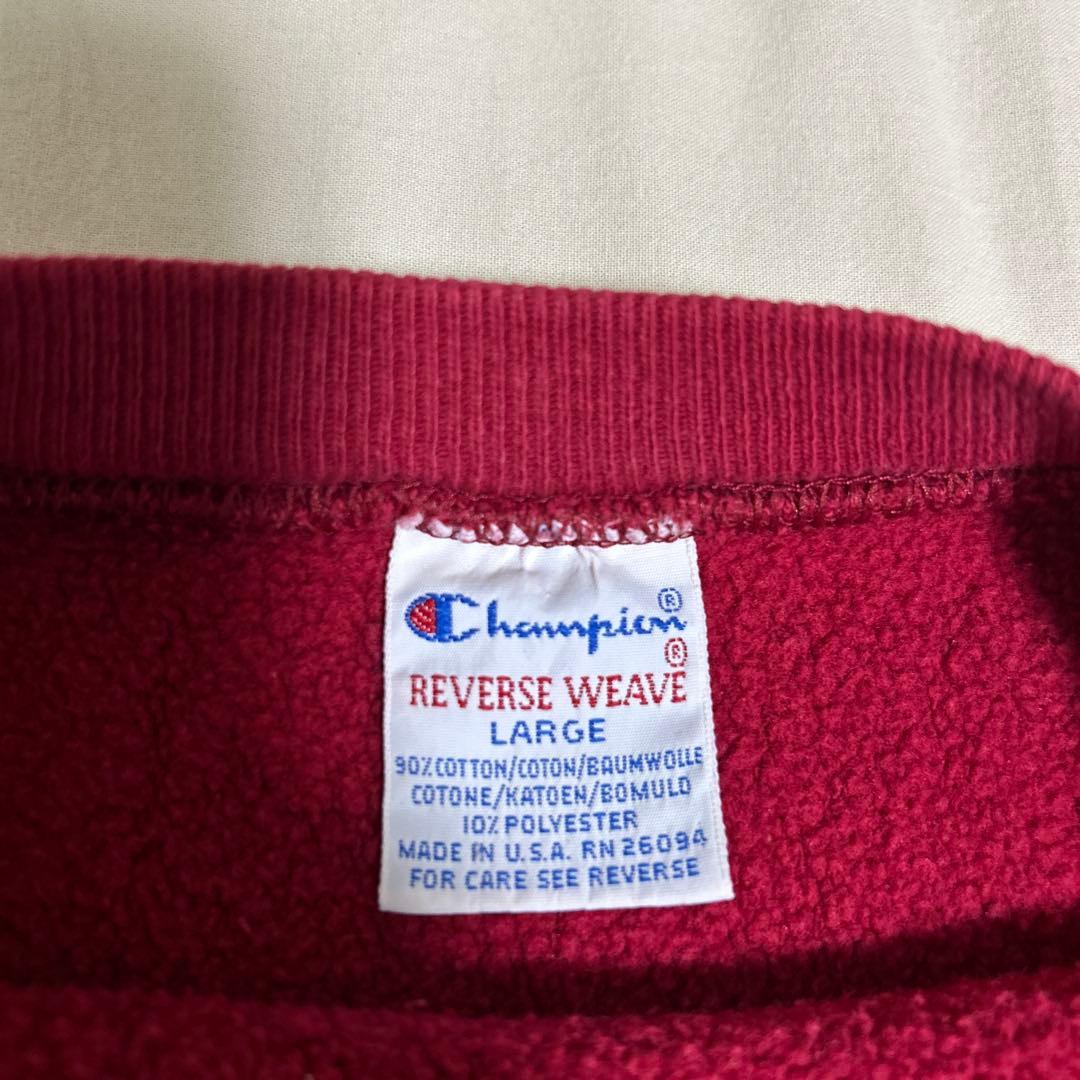 Champion®
®
REVERSE WEAVE
LARGE
90% COTTON/COTON/BAUMWOLLE
COTONE/KATOEN/BOMULD
10% POLYESTER
MADE IN U.S.A. RN 26094
FOR CARE SEE REVERSE